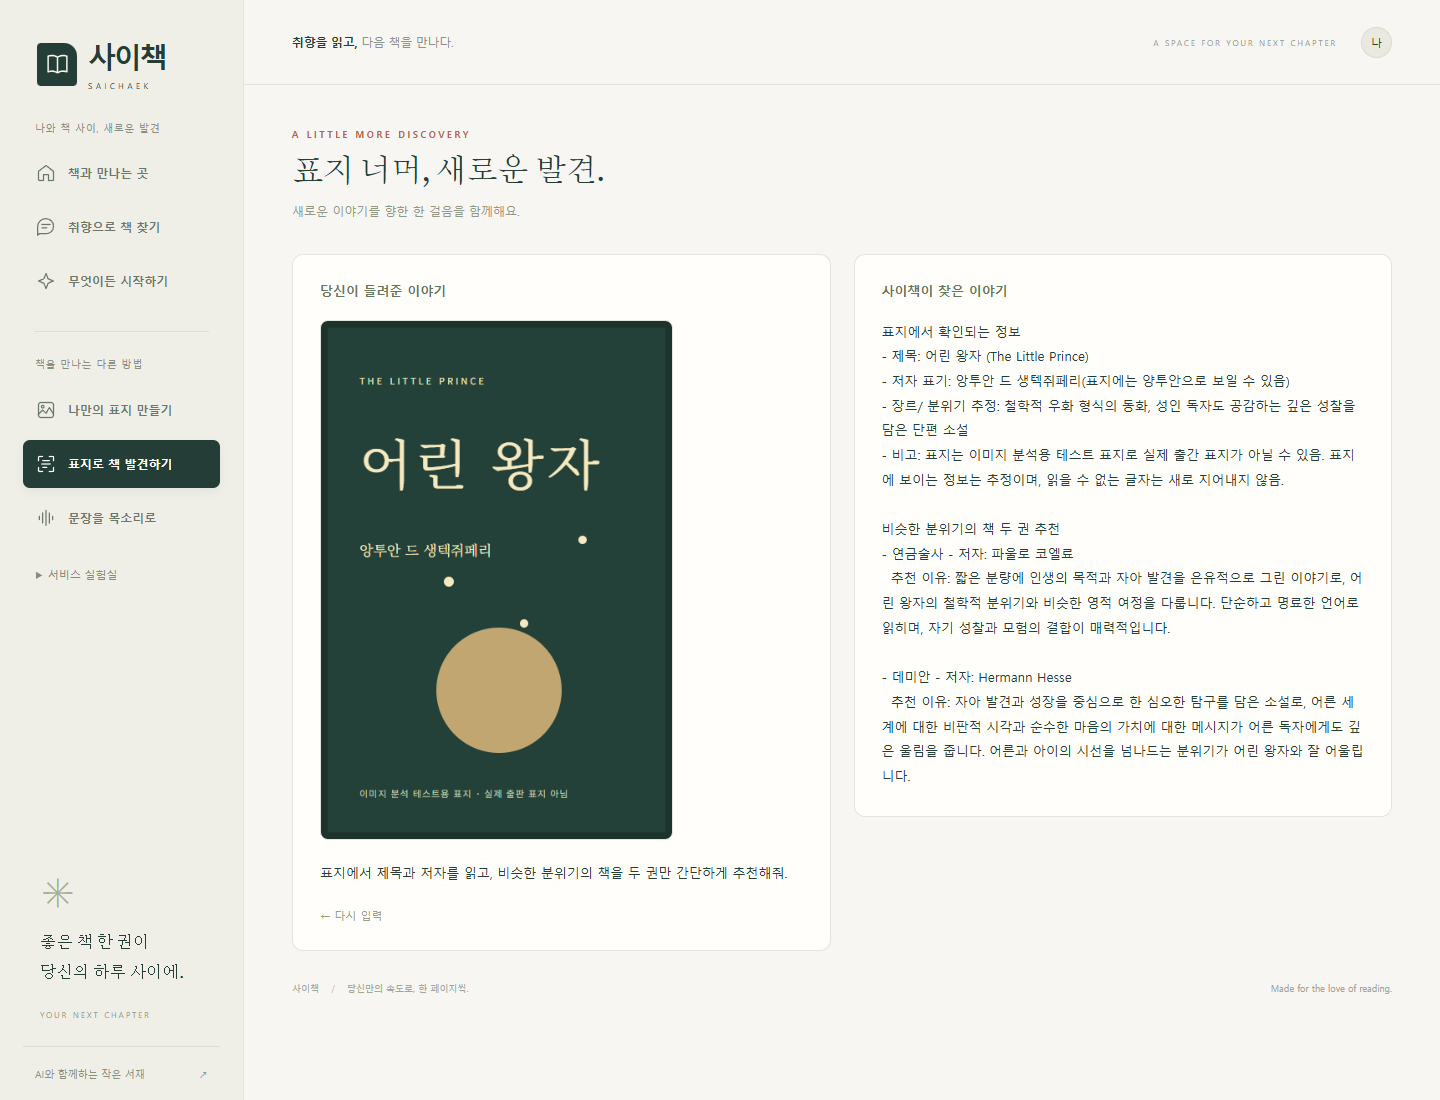 사이책
SAICHAEK
나와 책 사이, 새로운 발견
책과 만나는 곳
취향으로 책 찾기
무엇이든 시작하기
책을 만나는 다른 방법
나만의 표지 만들기
표지로 책 발견하기
문장을 목소리로
▶ 서비스 실험실
좋은 책 한 권이
당신의 하루 사이에.
YOUR NEXT CHAPTER
AI와 함께하는 작은 서재 ↗
취향을 읽고, 다음 책을 만나다.
A SPACE FOR YOUR NEXT CHAPTER
나
A LITTLE MORE DISCOVERY
표지 너머, 새로운 발견.
새로운 이야기를 향한 한 걸음을 함께해요.
당신이 들려준 이야기
THE LITTLE PRINCE
어린 왕자
앙투안 드 생텍쥐페리
이미지 분석 테스트용 표지 · 실제 출판 표지 아님
표지에서 제목과 저자를 읽고, 비슷한 분위기의 책을 두 권만 간단하게 추천해줘.
← 다시 입력
사이책이 찾은 이야기
표지에서 확인되는 정보
- 제목: 어린 왕자 (The Little Prince)
- 저자 표기: 앙투안 드 생텍쥐페리(표지에는 양투안으로 보일 수 있음)
- 장르/ 분위기 추정: 철학적 우화 형식의 동화, 성인 독자도 공감하는 깊은 성찰을
담은 단편 소설
- 비고: 표지는 이미지 분석용 테스트 표지로 실제 출간 표지가 아닐 수 있음. 표지
에 보이는 정보는 추정이며, 읽을 수 없는 글자는 새로 지어내지 않음.
비슷한 분위기의 책 두 권 추천
- 연금술사 - 저자: 파울로 코엘료
추천 이유: 짧은 분량에 인생의 목적과 자아 발견을 은유적으로 그린 이야기로, 어
린 왕자의 철학적 분위기와 비슷한 영적 여정을 다룹니다. 단순하고 명료한 언어로
읽히며, 자기 성찰과 모험의 결합이 매력적입니다.
- 데미안 - 저자: Hermann Hesse
추천 이유: 자아 발견과 성장을 중심으로 한 심오한 탐구를 담은 소설로, 어른 세
계에 대한 비판적 시각과 순수한 마음의 가치에 대한 메시지가 어른 독자에게도 깊
은 울림을 줍니다. 어른과 아이의 시선을 넘나드는 분위기가 어린 왕자와 잘 어울립
니다.
사이책 / 당신만의 속도로, 한 페이지씩.
Made for the love of reading.